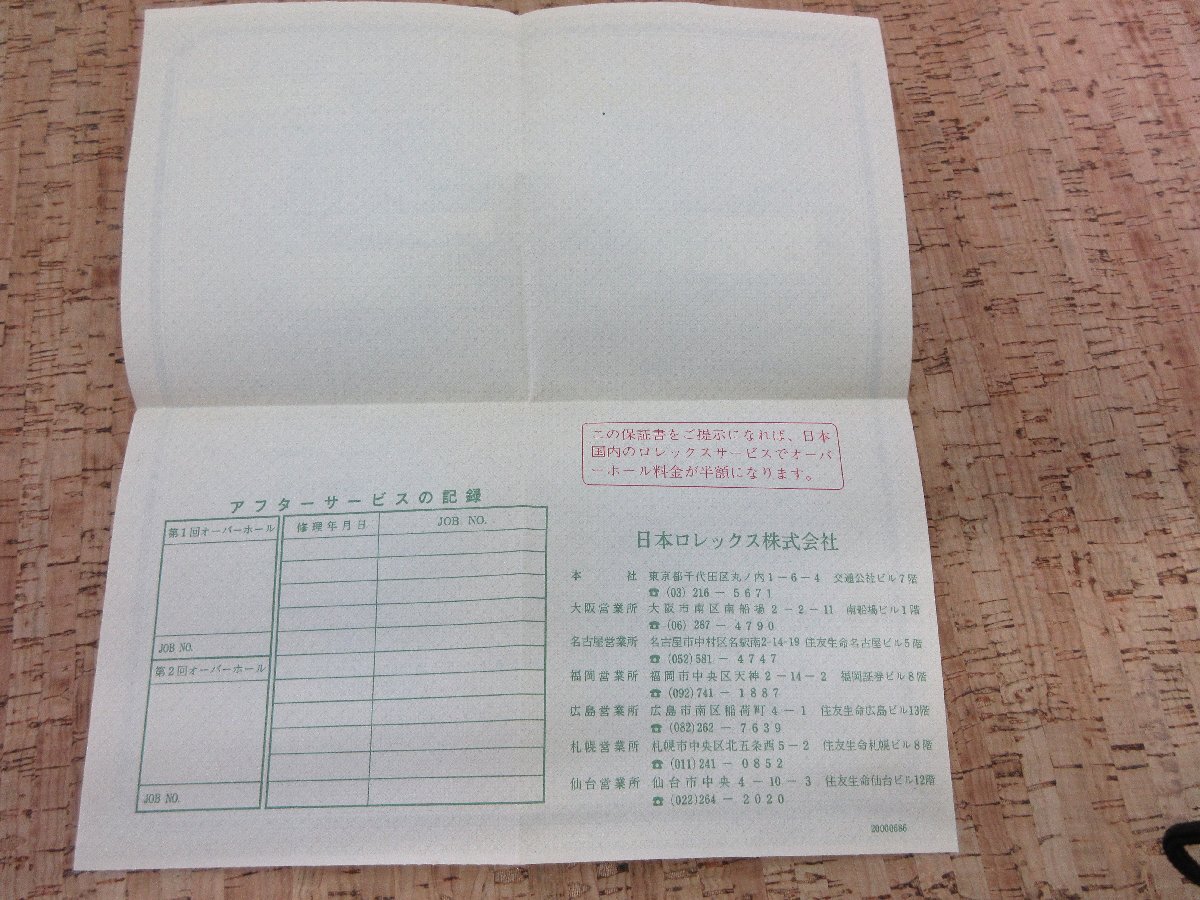 この保証書をご提示になれば、日本
国内のロレックスサービスでオーバ
ーホール料金が半額になります。
アフターサービスの記録
第1回オーバーホール
修理年月日
JOB NO.
JOB NO.
第2回オーバーホール
JOB NO.
日本ロレックス株式会社
本 社 東京都千代田区丸ノ内1-6-4 交通公社ビル7階
☎ (03) 216-5671
大阪営業所 大阪市南区南船場2-2-11 南船場ビル1階
☎ (06) 287-4790
名古屋営業所 名古屋市中村区名駅南2-14-19 住友生命名古屋ビル5階
☎ (052) 581-4747
福岡営業所 福岡市中央区天神2-14-2 福岡証券ビル8階
☎ (092) 741-1887
広島営業所 広島市南区稲荷町4-1 住友生命広島ビル13階
☎ (082) 262-7639
札幌営業所 札幌市中央区北五条西5-2 住友生命札幌ビル8階
☎ (011) 241-0852
仙台営業所 仙台市中央4-10-3 住友生命仙台ビル12階
☎ (022) 264-2020
20000686